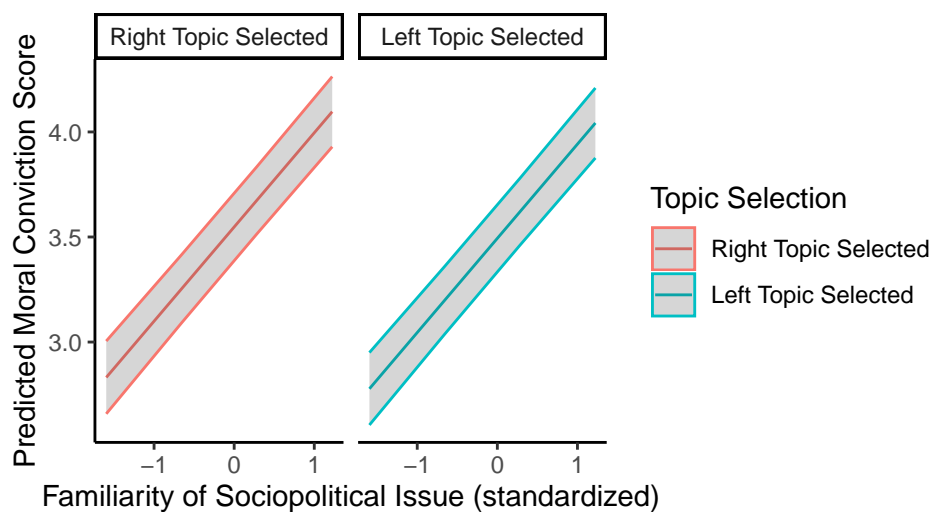 Right Topic Selected
Left Topic Selected
Predicted Moral Conviction Score
4.0
3.5
3.0
−1 0 1
−1 0 1
Familiarity of Sociopolitical Issue (standardized)
Topic Selection
Right Topic Selected
Left Topic Selected